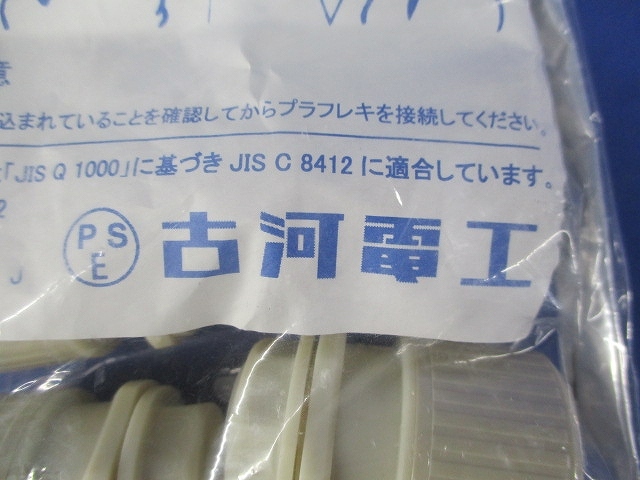 意
込まれていることを確認してからプラフレキを接続してください。
「JIS Q 1000」に基づき JIS C 8412 に適合しています。
2
PS
E
古河電工
J